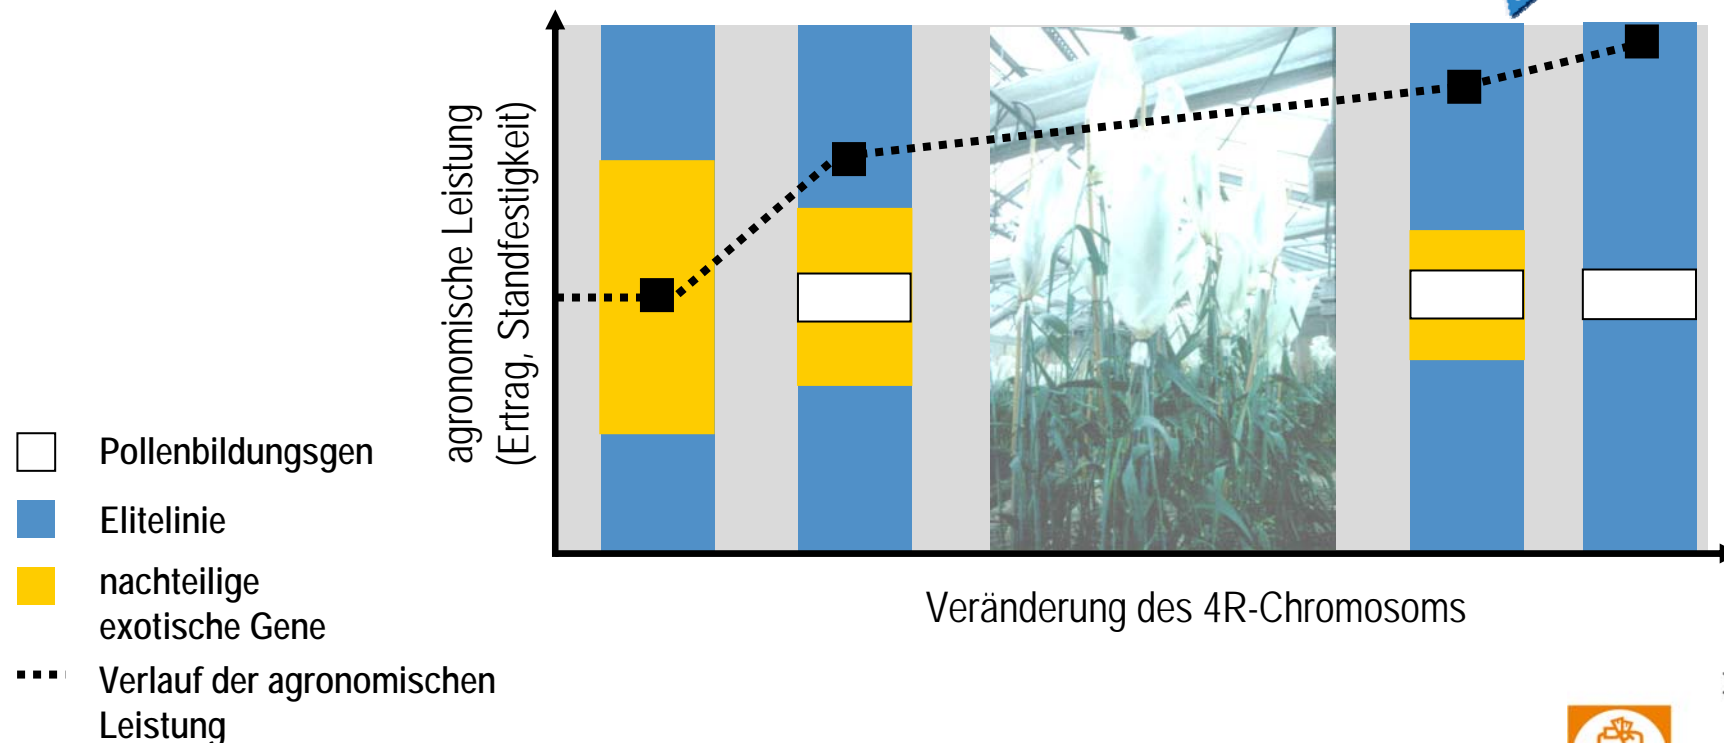 agronomische Leistung
(Ertrag, Standfestigkeit)
Pollenbildungsgen
Elitelinie
nachteilige
exotische Gene
Verlauf der agronomischen
Leistung
Veränderung des 4R-Chromosoms